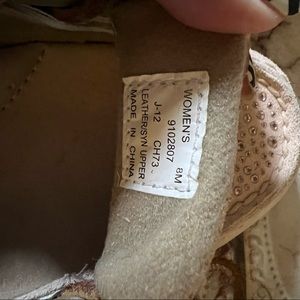 WOMEN'S
9102807 8M
J-12 CH73
LEATHER/SYN UPPER
MADE IN CHINA